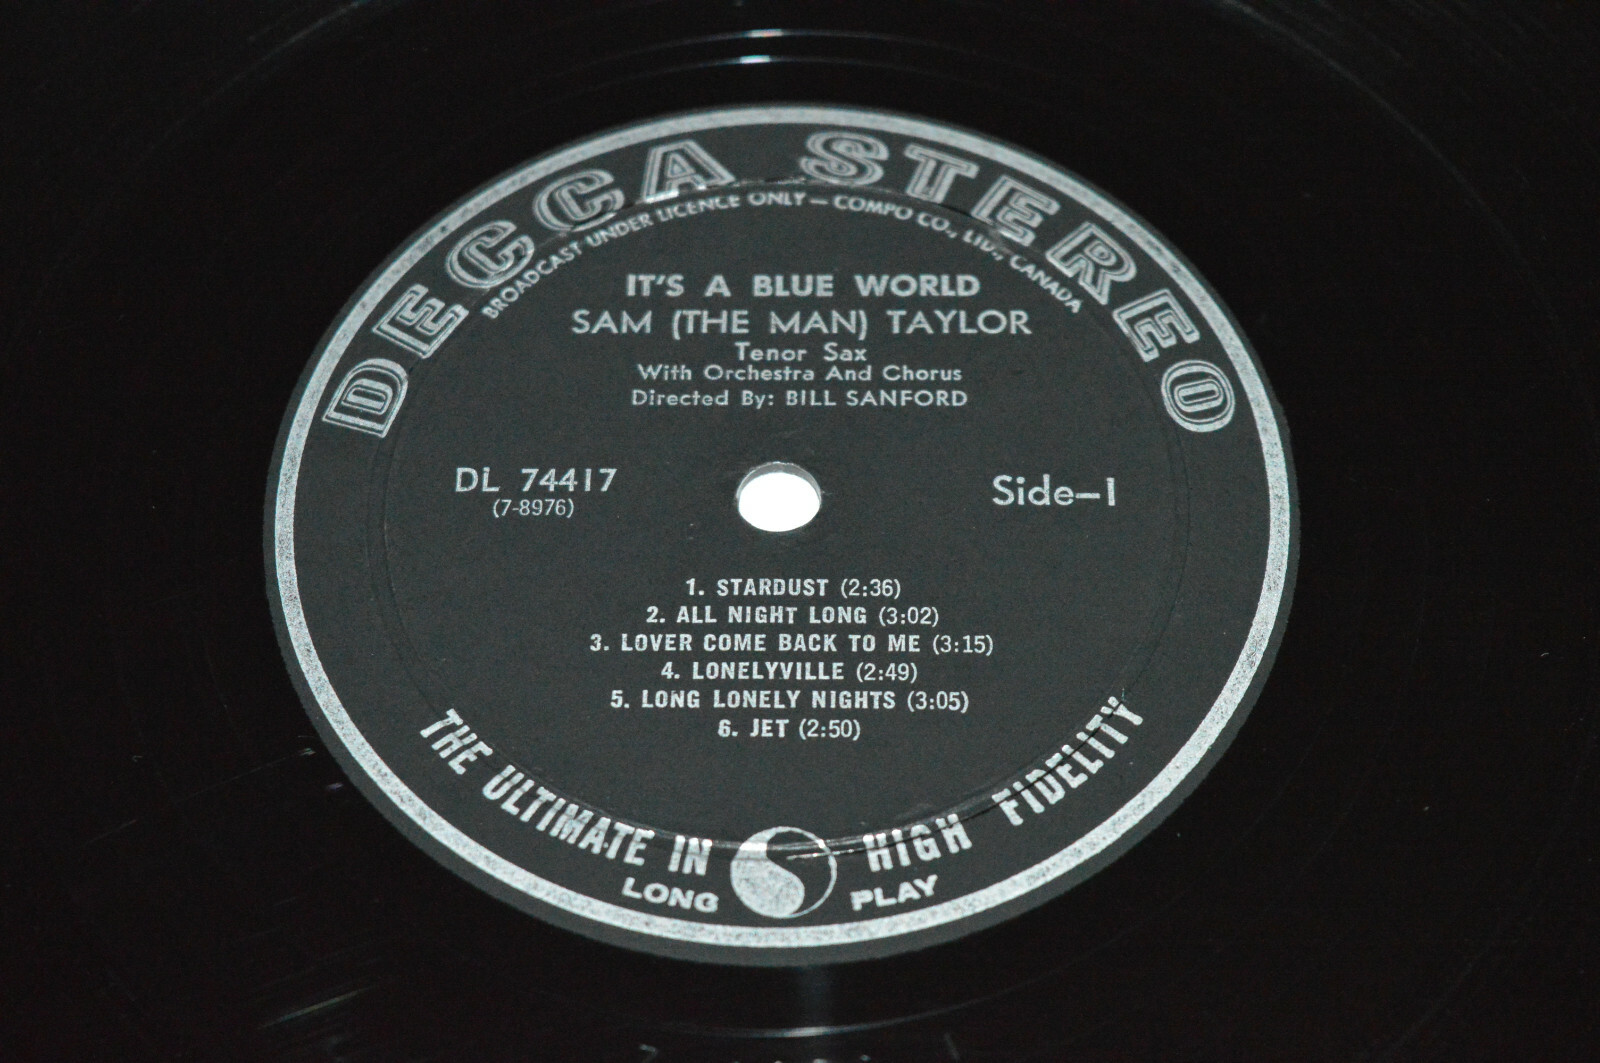 DECCA STEREO
BROADCAST UNDER LICENCE ONLY — COMPO CO., LTD., CANADA
IT'S A BLUE WORLD
SAM (THE MAN) TAYLOR
Tenor Sax
With Orchestra And Chorus
Directed By: BILL SANFORD
DL 74417
(7-8976)
Side–1
1. STARDUST (2:36)
2. ALL NIGHT LONG (3:02)
3. LOVER COME BACK TO ME (3:15)
4. LONELYVILLE (2:49)
5. LONG LONELY NIGHTS (3:05)
6. JET (2:50)
THE ULTIMATE IN HIGH FIDELITY
LONG PLAY